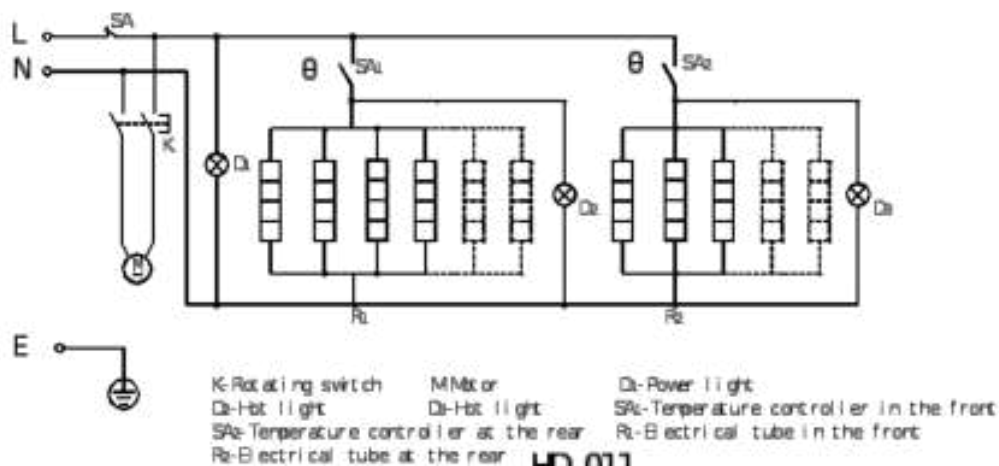 L
SA
N
θ
SA1
θ
SA2
K
D1
D2
D3
M
R1
R2
E
K-Rotating switch M-Motor D1-Power light
D2-Hot light D3-Hot light SA1-Temperature controller in the front
SA2-Temperature controller at the rear R1-Electrical tube in the front
R2-Electrical tube at the rear HD-011